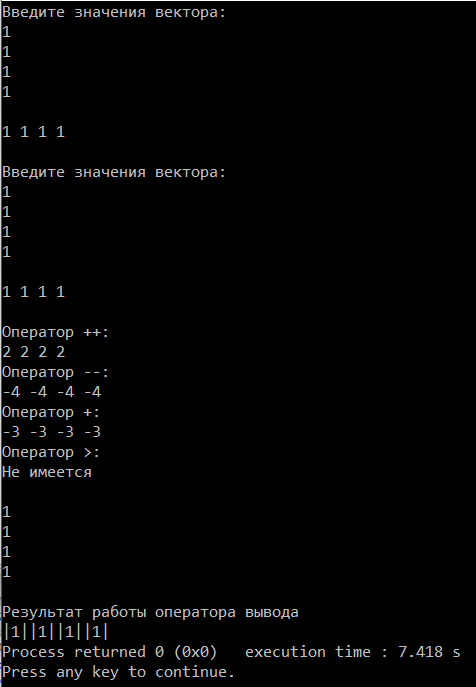 Введите значения вектора:
1
1
1
1
1 1 1 1
Введите значения вектора:
1
1
1
1
1 1 1 1
Оператор ++:
2 2 2 2
Оператор --:
-4 -4 -4 -4
Оператор +:
-3 -3 -3 -3
Оператор >:
Не имеется
1
1
1
1
Результат работы оператора вывода
|1||1||1||1|
Process returned 0 (0x0)   execution time : 7.418 s
Press any key to continue.